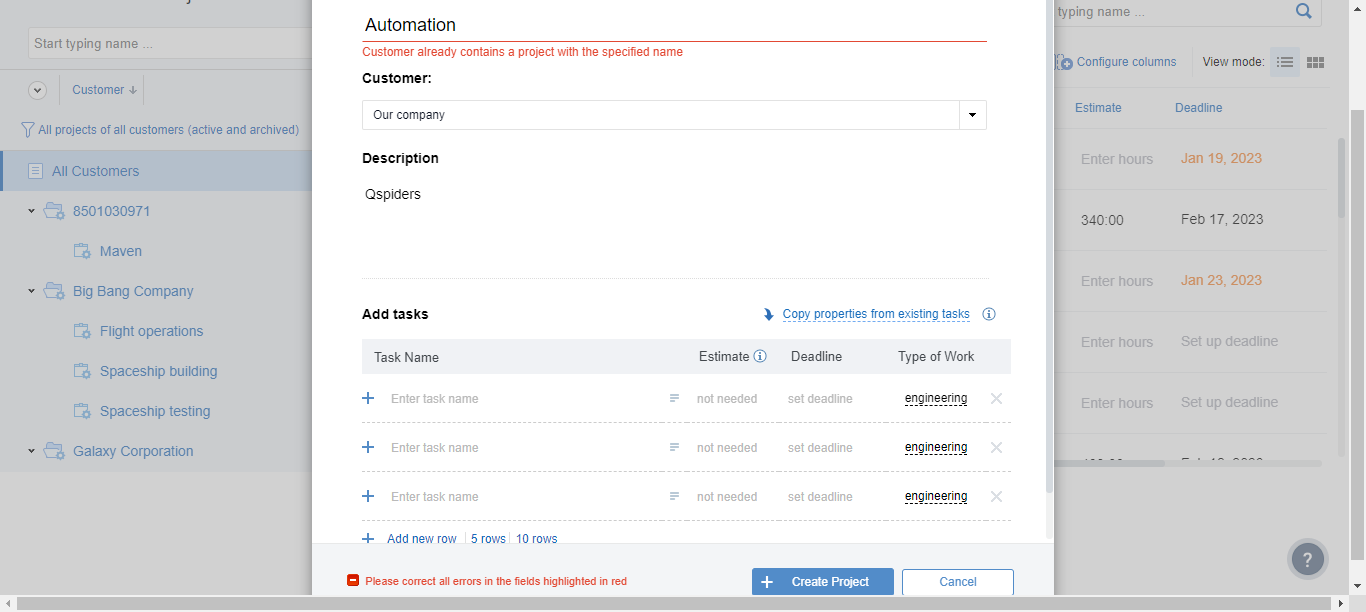 Start typing name ...
Customer
All projects of all customers (active and archived)
All Customers
8501030971
Maven
Big Bang Company
Flight operations
Spaceship building
Spaceship testing
Galaxy Corporation
Automation
Customer already contains a project with the specified name
Customer:
Our company
Description
Qspiders
Add tasks
Copy properties from existing tasks
Task Name Estimate Deadline Type of Work
Enter task name not needed set deadline engineering
Enter task name not needed set deadline engineering
Enter task name not needed set deadline engineering
Add new row 5 rows 10 rows
Please correct all errors in the fields highlighted in red
Create Project
Cancel
typing name ...
Configure columns
View mode:
Estimate Deadline
Enter hours Jan 19, 2023
340:00 Feb 17, 2023
Enter hours Jan 23, 2023
Enter hours Set up deadline
Enter hours Set up deadline
?